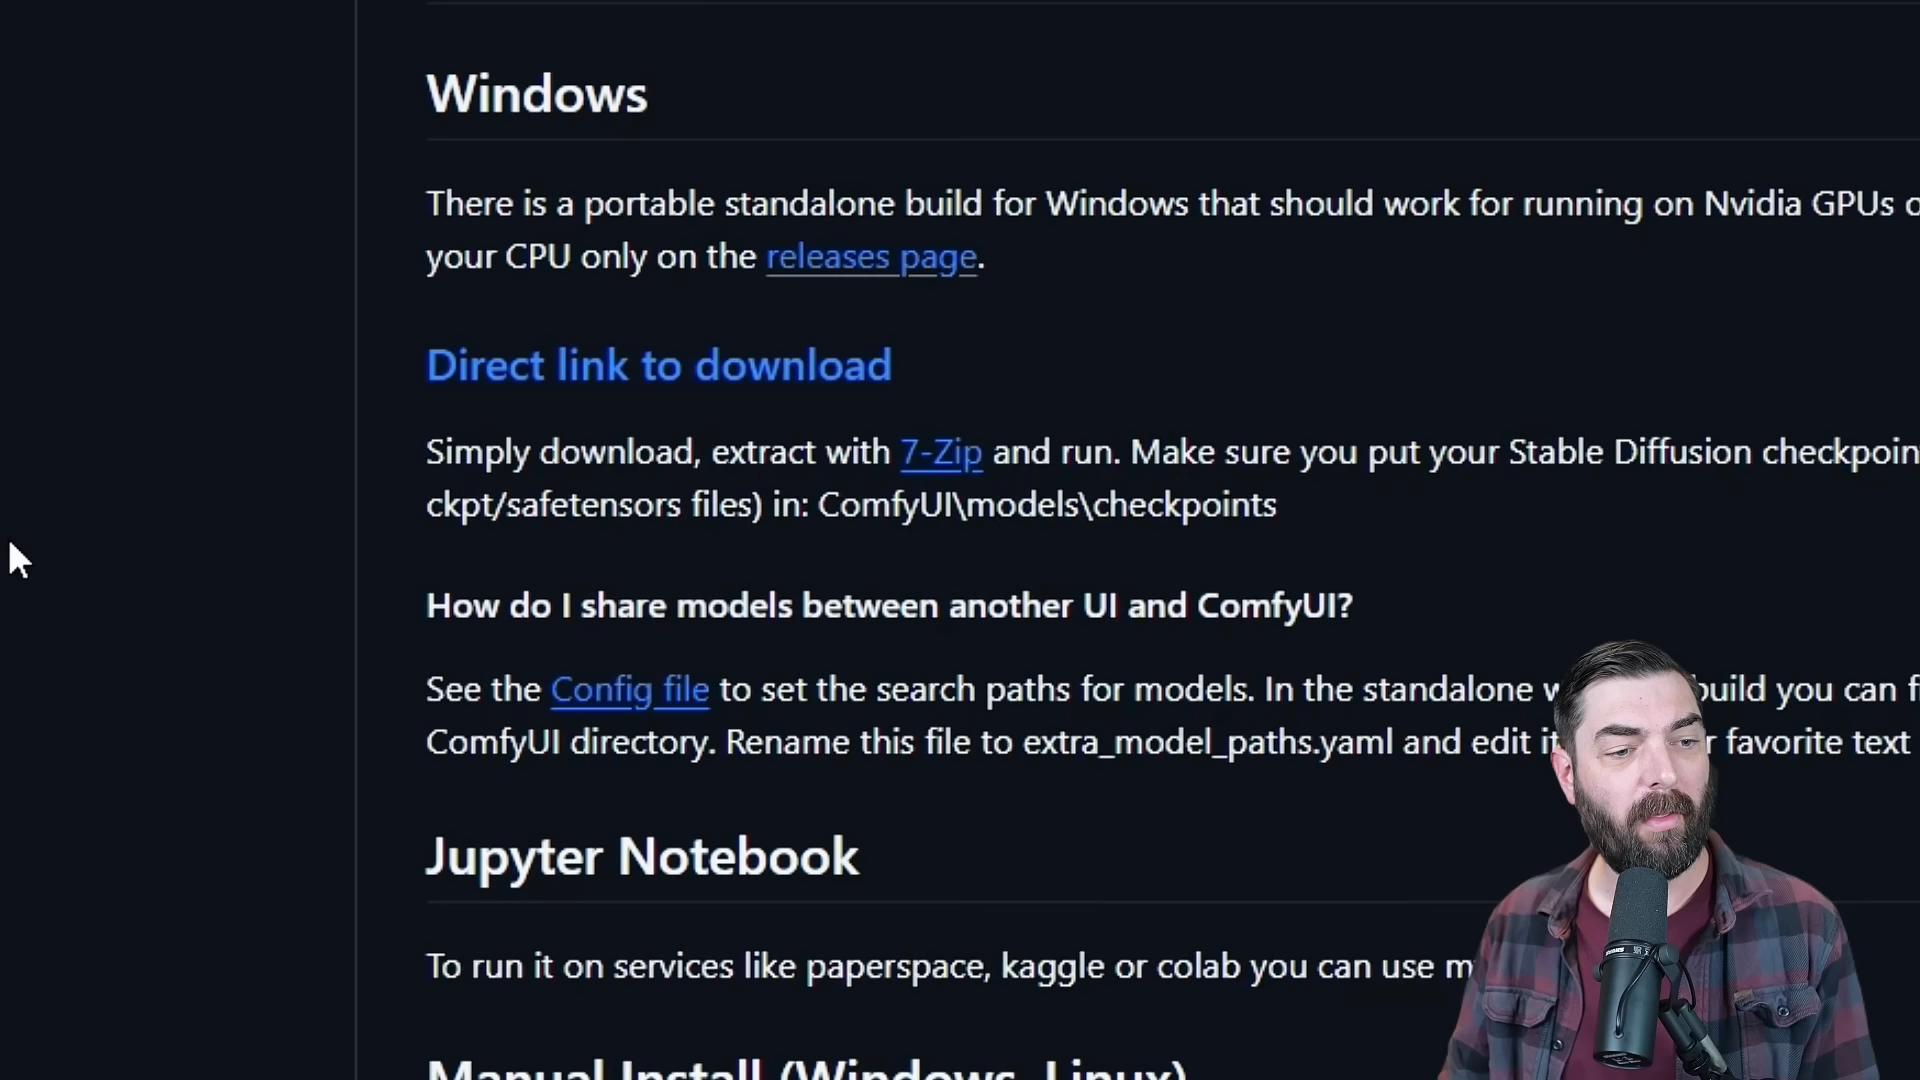 Windows
There is a portable standalone build for Windows that should work for running on Nvidia GPUs
your CPU only on the releases page.
Direct link to download
Simply download, extract with 7-Zip and run. Make sure you put your Stable Diffusion
ckpt/safetensors files) in: ComfyUI\models\checkpoints
How do I share models between another UI and ComfyUI?
See the Config file to set the search paths for models. In the standalone build you can
ComfyUI directory. Rename this file to extra_model_paths.yaml and edit favorite text
Jupyter Notebook
To run it on services like paperspace, kaggle or colab you can use
Manual Install (Windows, Linux)